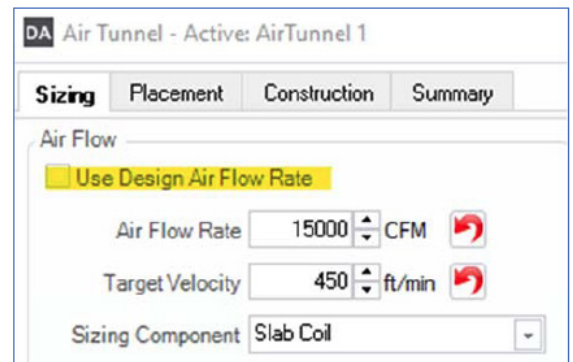 DA Air Tunnel - Active: AirTunnel 1
Sizing Placement Construction Summary
Air Flow
Use Design Air Flow Rate
Air Flow Rate 15000 CFM
Target Velocity 450 ft/min
Sizing Component Slab Coil